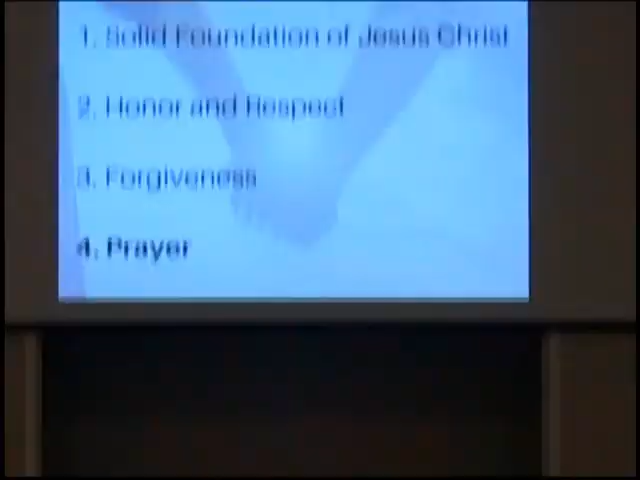 1. Solid Foundation of Jesus Christ
2. Honor and Respect
3. Forgiveness
4. Prayer